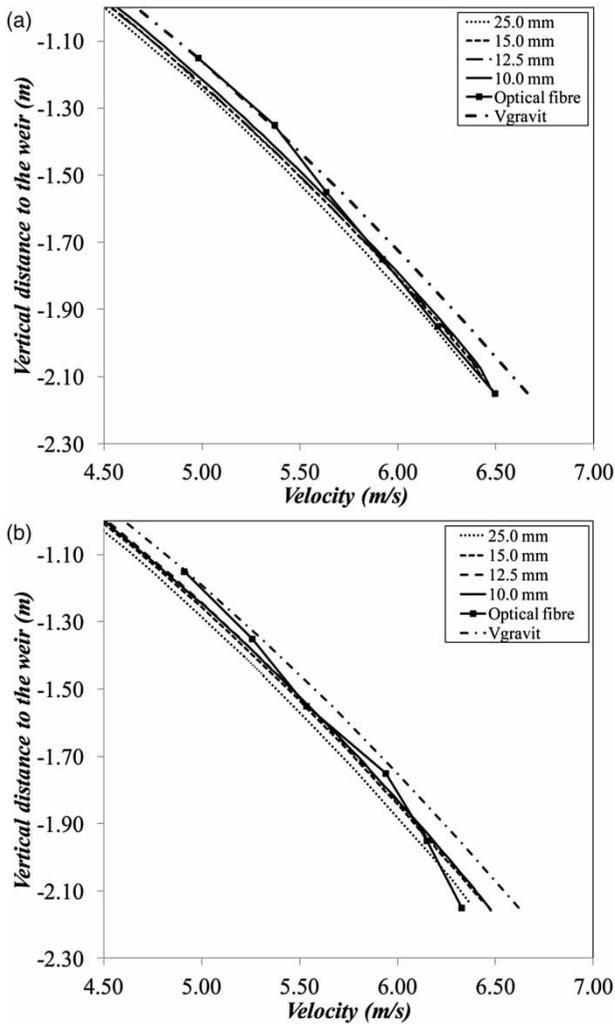 (a)
-1.10
-1.30
-1.50
-1.70
-1.90
-2.10
-2.30
Vertical distance to the weir (m)
25.0 mm
15.0 mm
12.5 mm
10.0 mm
Optical fibre
Vgravit
4.50 5.00 5.50 6.00 6.50 7.00
Velocity (m/s)
(b)
-1.10
-1.30
-1.50
-1.70
-1.90
-2.10
-2.30
Vertical distance to the weir (m)
25.0 mm
15.0 mm
12.5 mm
10.0 mm
Optical fibre
Vgravit
4.50 5.00 5.50 6.00 6.50 7.00
Velocity (m/s)